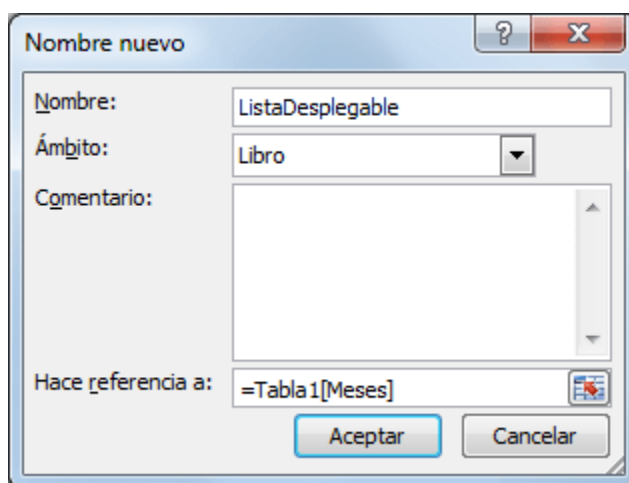 Nombre nuevo
Nombre: ListaDesplegable
Ámbito: Libro
Comentario:
Hace referencia a: =Tabla1[Meses]
Aceptar Cancelar